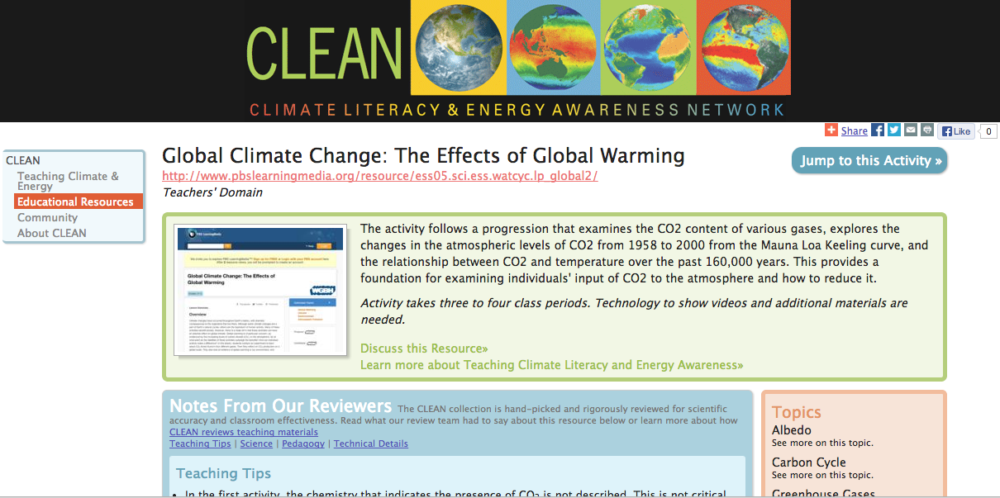 CLEAN
CLIMATE LITERACY & ENERGY AWARENESS NETWORK
Share
Like
0
CLEAN
Teaching Climate &
Energy
Educational Resources
Community
About CLEAN
Global Climate Change: The Effects of Global Warming
http://www.pbslearningmedia.org/resource/ess05.sci.ess.watcyc.lp_global2/
Teachers' Domain
Jump to this Activity »
Global Climate Change: The Effects of
Global Warming
WGBH
Overview
The activity follows a progression that examines the CO2 content of various gases, explores the
changes in the atmospheric levels of CO2 from 1958 to 2000 from the Mauna Loa Keeling curve, and
the relationship between CO2 and temperature over the past 160,000 years. This provides a
foundation for examining individuals' input of CO2 to the atmosphere and how to reduce it.
Activity takes three to four class periods. Technology to show videos and additional materials are
needed.
Discuss this Resource»
Learn more about Teaching Climate Literacy and Energy Awareness»
Notes From Our Reviewers The CLEAN collection is hand-picked and rigorously reviewed for scientific
accuracy and classroom effectiveness. Read what our review team had to say about this resource below or learn more about how
CLEAN reviews teaching materials
Teaching Tips | Science | Pedagogy | Technical Details
Teaching Tips
• In the first activity, the chemistry that indicates the presence of CO2 is not described. This is not critical
Topics
Albedo
See more on this topic.
Carbon Cycle
See more on this topic.
Greenhouse Gases